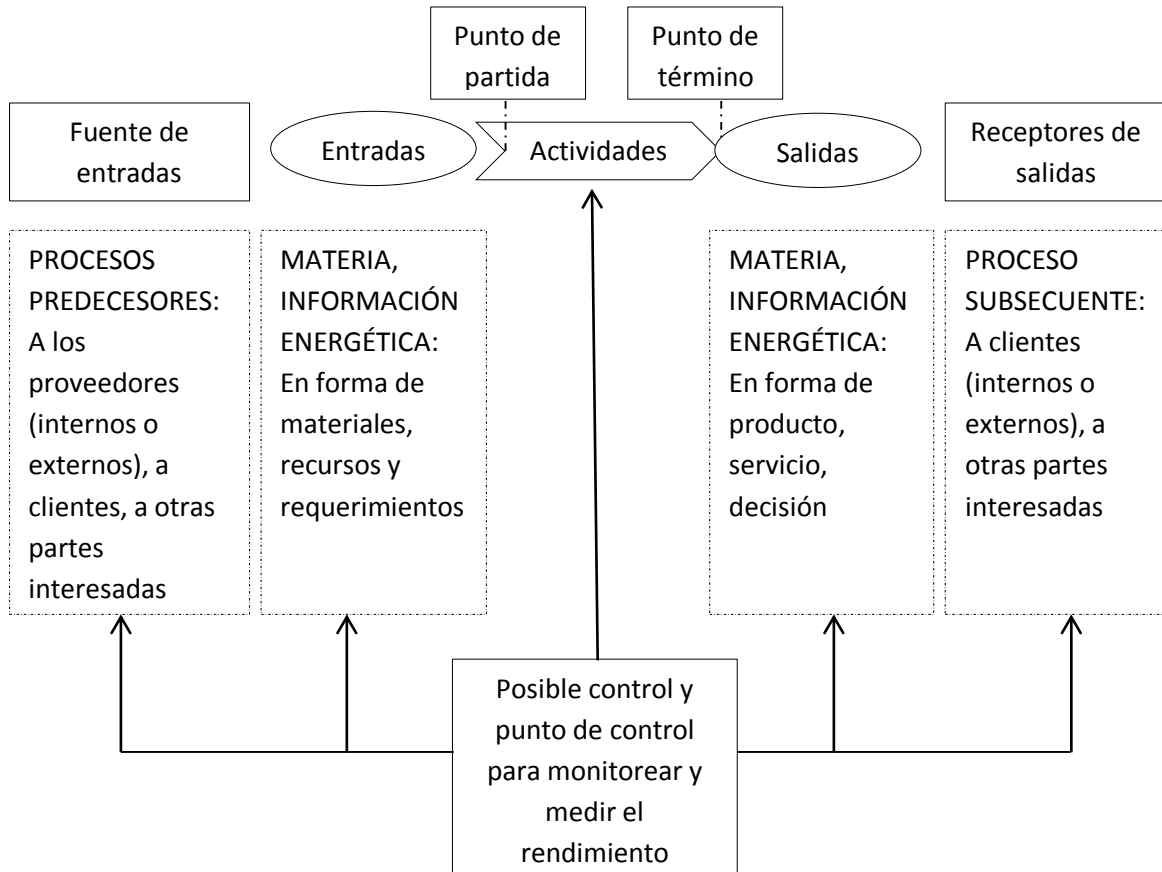 Punto de
partida
Punto de
término
Fuente de
entradas
Entradas
Actividades
Salidas
Receptores de
salidas
PROCESOS
PREDECESORES:
A los
proveedores
(internos o
externos), a
clientes, a otras
partes
interesadas
MATERIA,
INFORMACIÓN
ENERGÉTICA:
En forma de
materiales,
recursos y
requerimientos
MATERIA,
INFORMACIÓN
ENERGÉTICA:
En forma de
producto,
servicio,
decisión
PROCESO
SUBSECUENTE:
A clientes
(internos o
externos), a
otras partes
interesadas
Posible control y
punto de control
para monitorear y
medir el
rendimiento